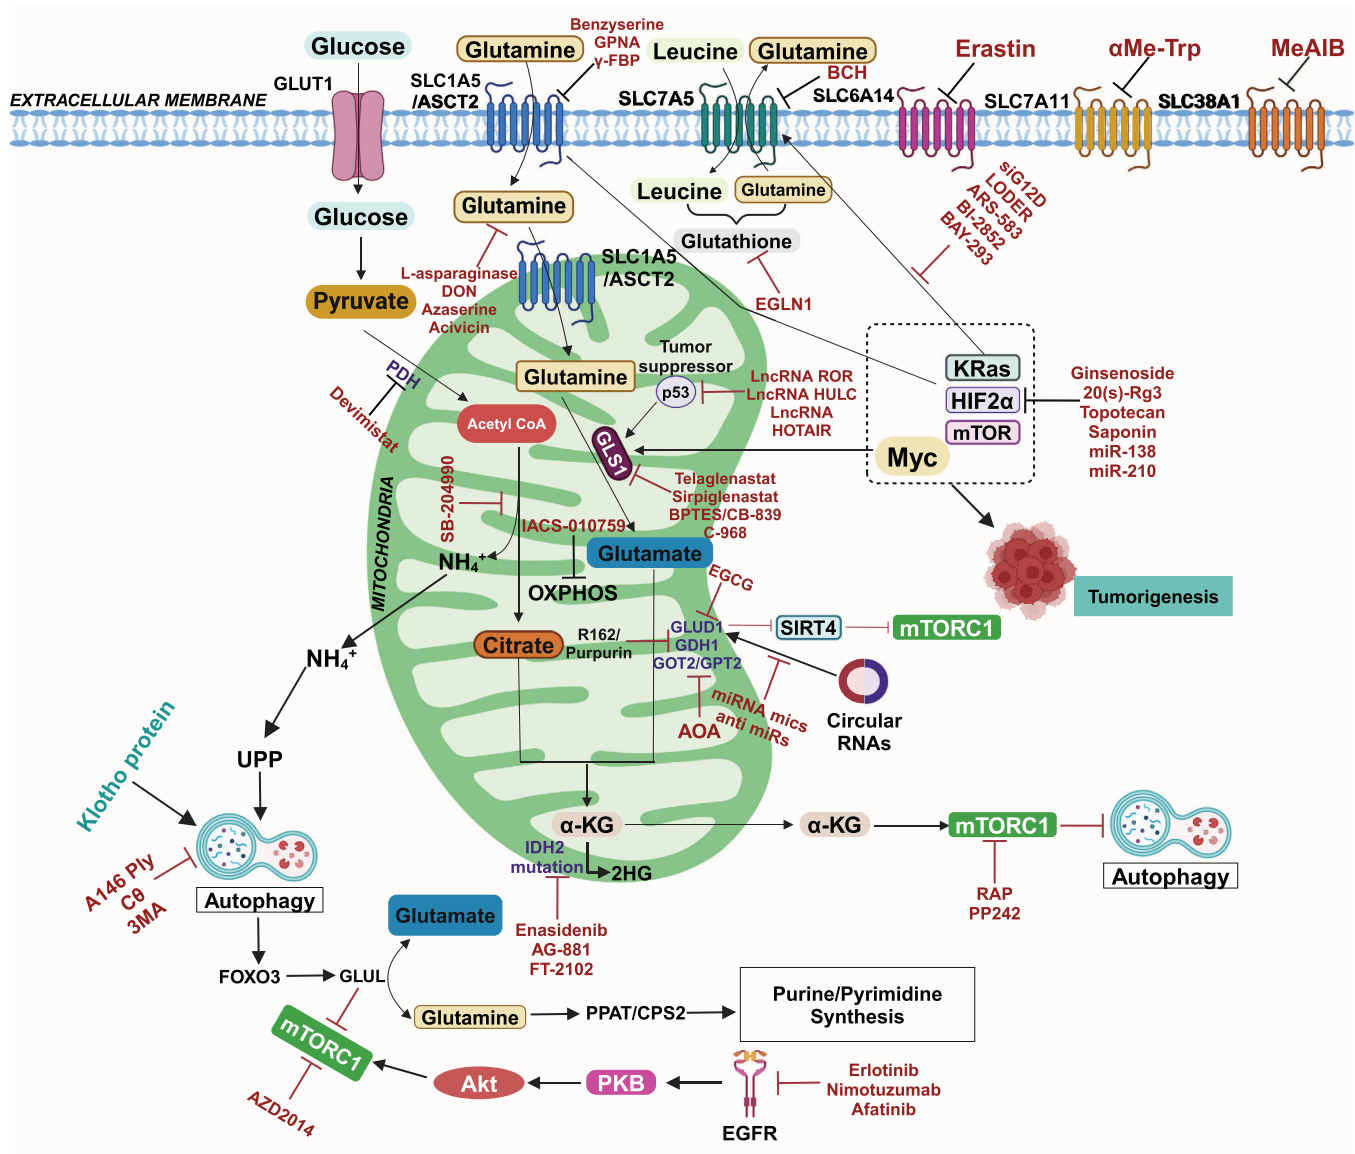 Glucose
Glutamine
Benzyserine
GPNA
γ-FBP
Leucine
Glutamine
BCH
Erastin
αMe-Trp
MeAIB
EXTRACELLULAR MEMBRANE
GLUT1
SLC1A5
/ASCT2
SLC7A5
SLC6A14
SLC7A11
SLC38A1
Glucose
Glutamine
Leucine
Glutamine
Glutathione
siG12D
LODER
ARS-583
BI-2852
BAY-293
L-asparaginase
DON
Azaserine
Acivicin
SLC1A5
/ASCT2
EGLN1
Pyruvate
PDH
Devimistat
Glutamine
Tumor
suppressor
p53
LncRNA ROR
LncRNA HULC
LncRNA
HOTAIR
KRas
HIF2α
mTOR
Myc
Ginsenoside
20(s)-Rg3
Topotecan
Saponin
miR-138
miR-210
Acetyl CoA
GLS1
Telaglenastat
Sirpiglenastat
BPTES/CB-839
C-968
SB-204990
IACS-010759
MITOCHONDRIA
NH₄⁺
OXPHOS
Glutamate
EGCG
Tumorigenesis
Citrate
R162/
Purpurin
GLUD1
GDH1
GOT2/GPT2
SIRT4
mTORC1
NH₄⁺
AOA
miRNA mics
anti miRs
Circular
RNAs
UPP
Klotho protein
α-KG
α-KG
mTORC1
IDH2
mutation
2HG
A146 Ply
Cθ
3MA
Autophagy
Autophagy
RAP
PP242
Glutamate
Enasidenib
AG-881
FT-2102
FOXO3
GLUL
Glutamine
PPAT/CPS2
Purine/Pyrimidine
Synthesis
mTORC1
AZD2014
Akt
PKB
EGFR
Erlotinib
Nimotuzumab
Afatinib